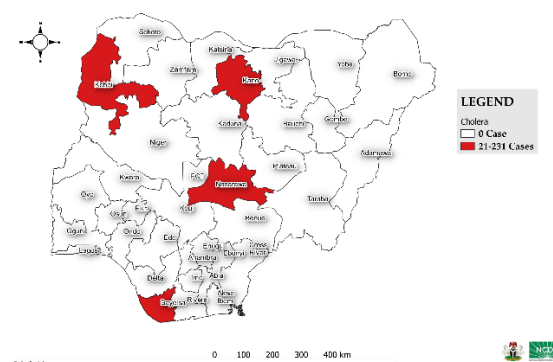 N
W
E
S
Sokoto
Katsina
Jigawa
Yobe
Borno
Zamfara
Kebbi
Kano
Kaduna
Bauchi
Gombe
Adamawa
Niger
Plateau
FCT
Nasarawa
Kwara
Taraba
Oyo
Kogi
Benue
Ekiti
Osun
Ogun
Ondo
Lagos
Edo
Enugu
Cross
River
Anambra
Ebonyi
Delta
Imo
Abia
Bayelsa
Rivers
Akwa
Ibom
LEGEND
Cholera
0 Case
21-231 Cases
0 100 200 300 400 km
NCD